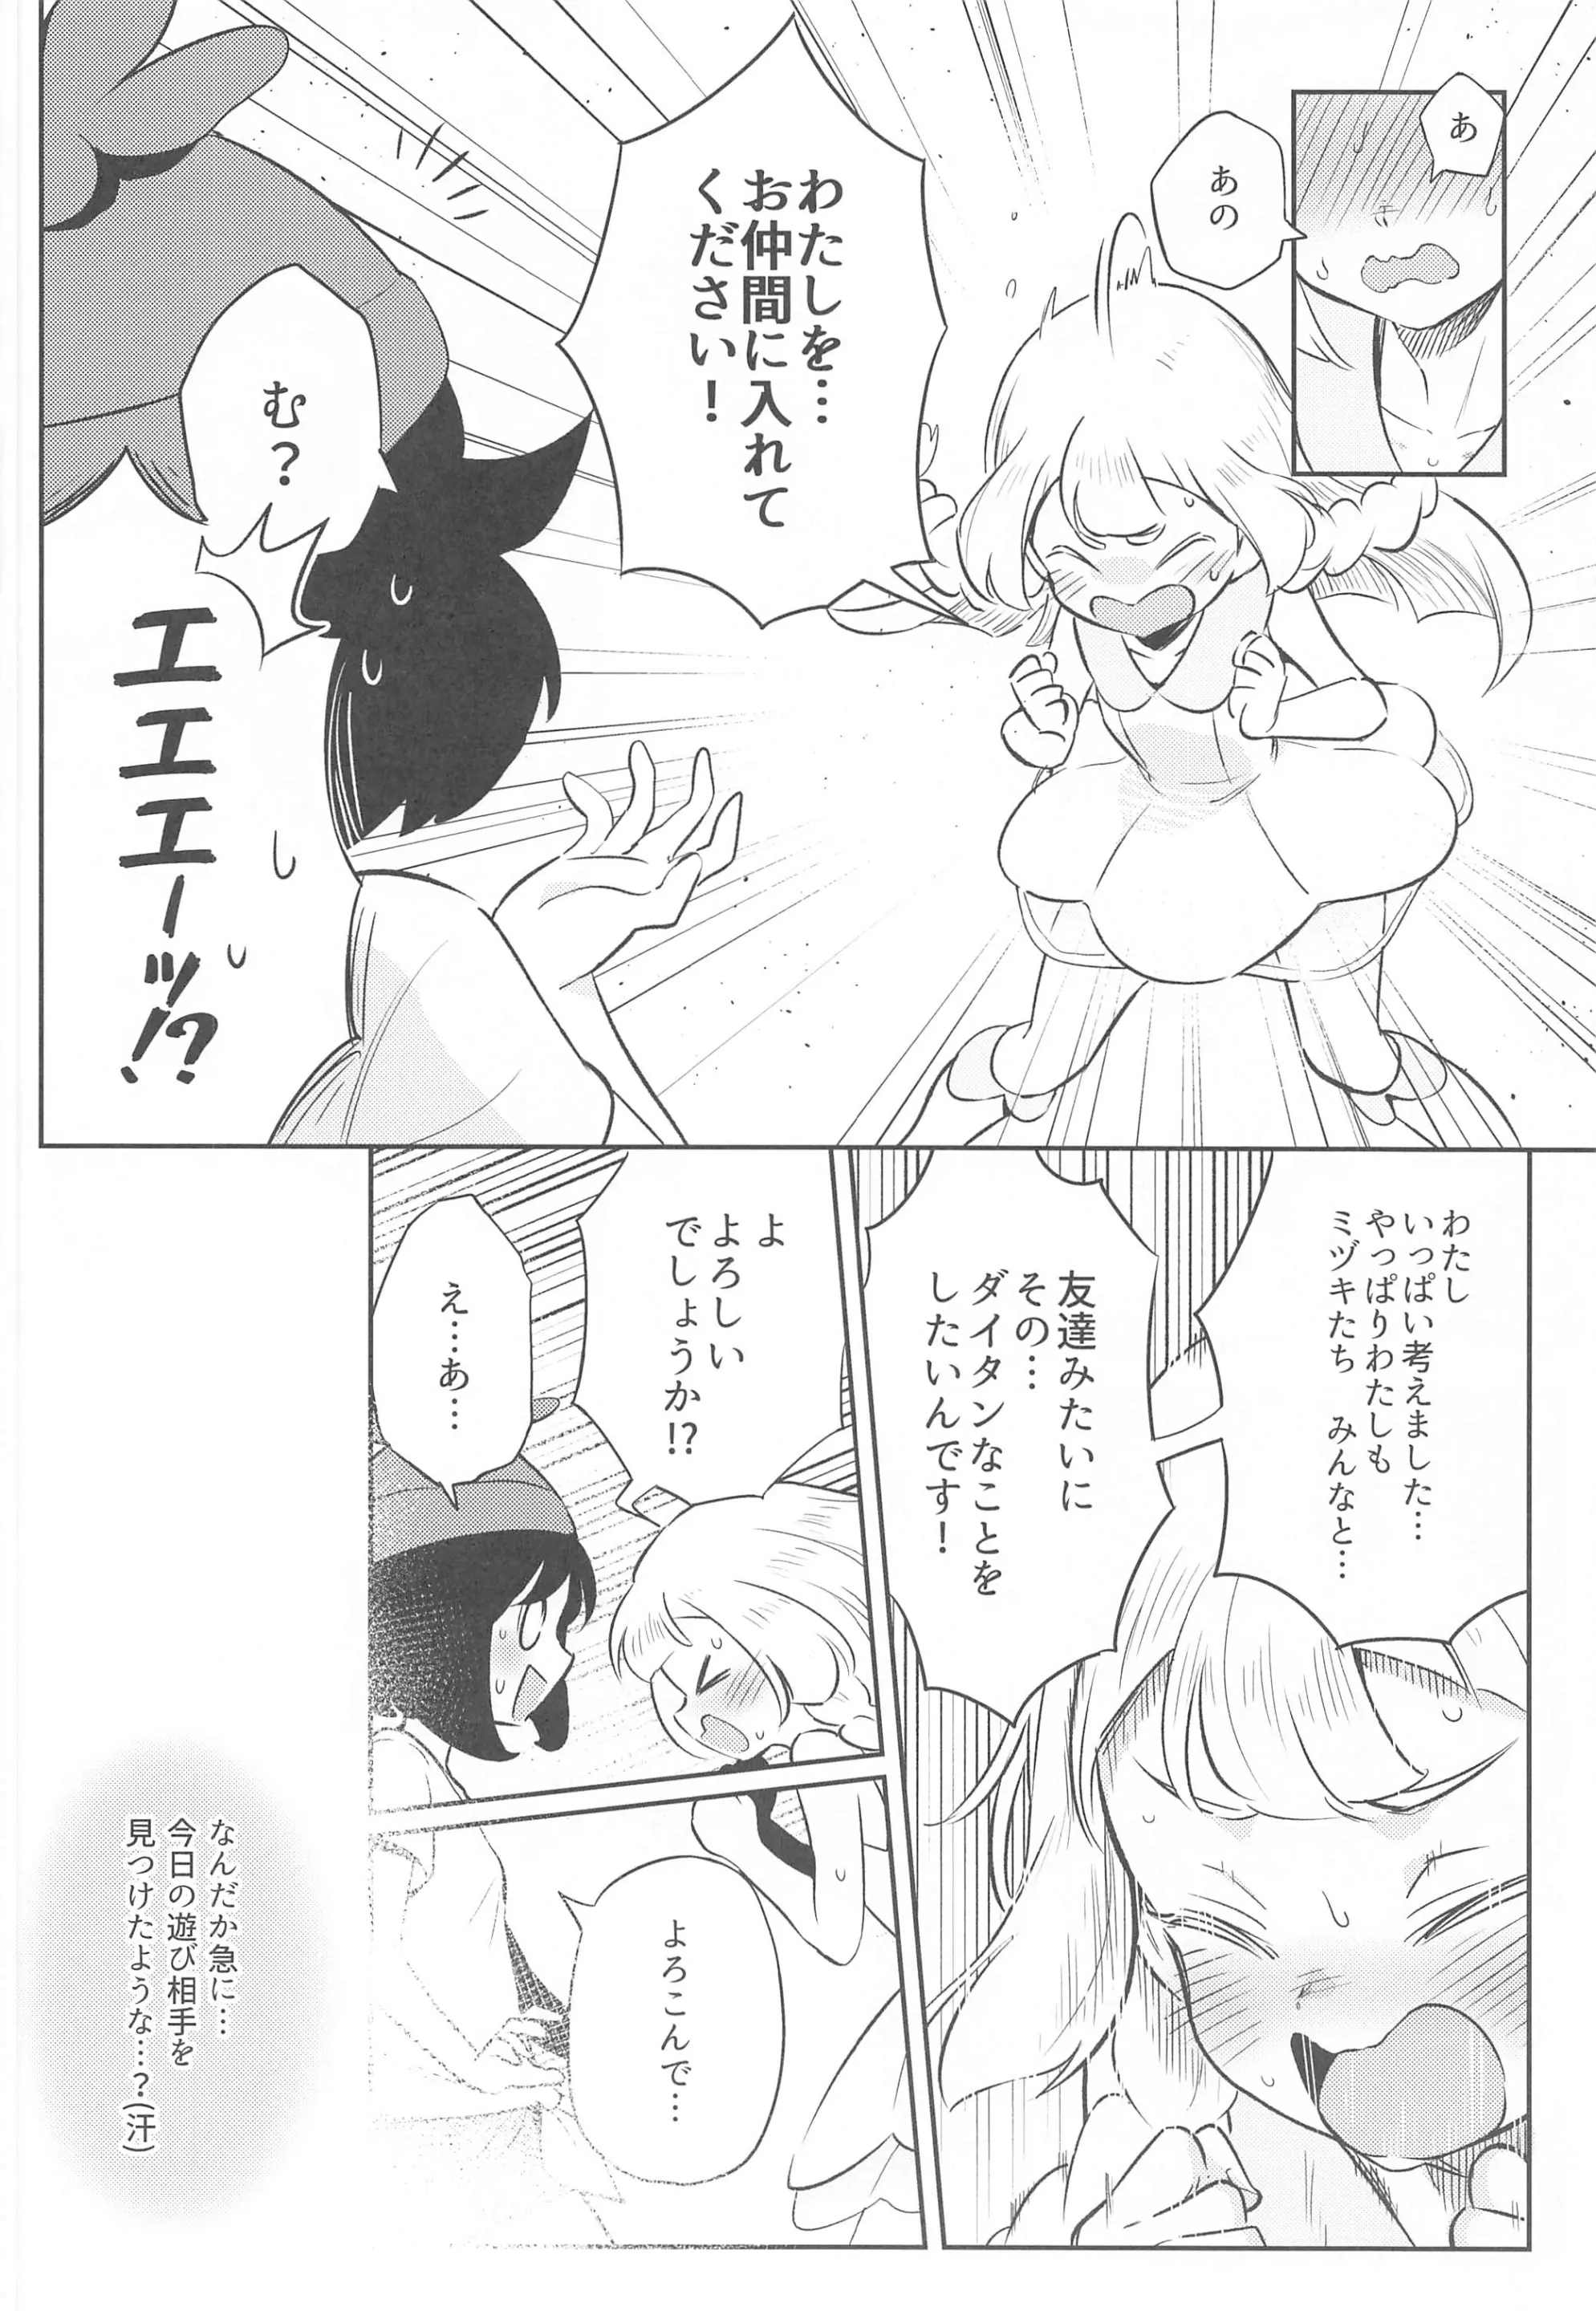 あ
あの
わたしを…
お仲間に入れて
ください！
む？
エエエーッ!?
わたし
いっぱい考えました…
やっぱりわたしも
ミヅキたち　みんなと…
友達みたいに
その…
ダイタンなことを
したいんです！
よ
よろしい
でしょうか!?
え…あ…
よろこんで…
なんだか急に…
今日の遊び相手を
見つけたような…？(汗)